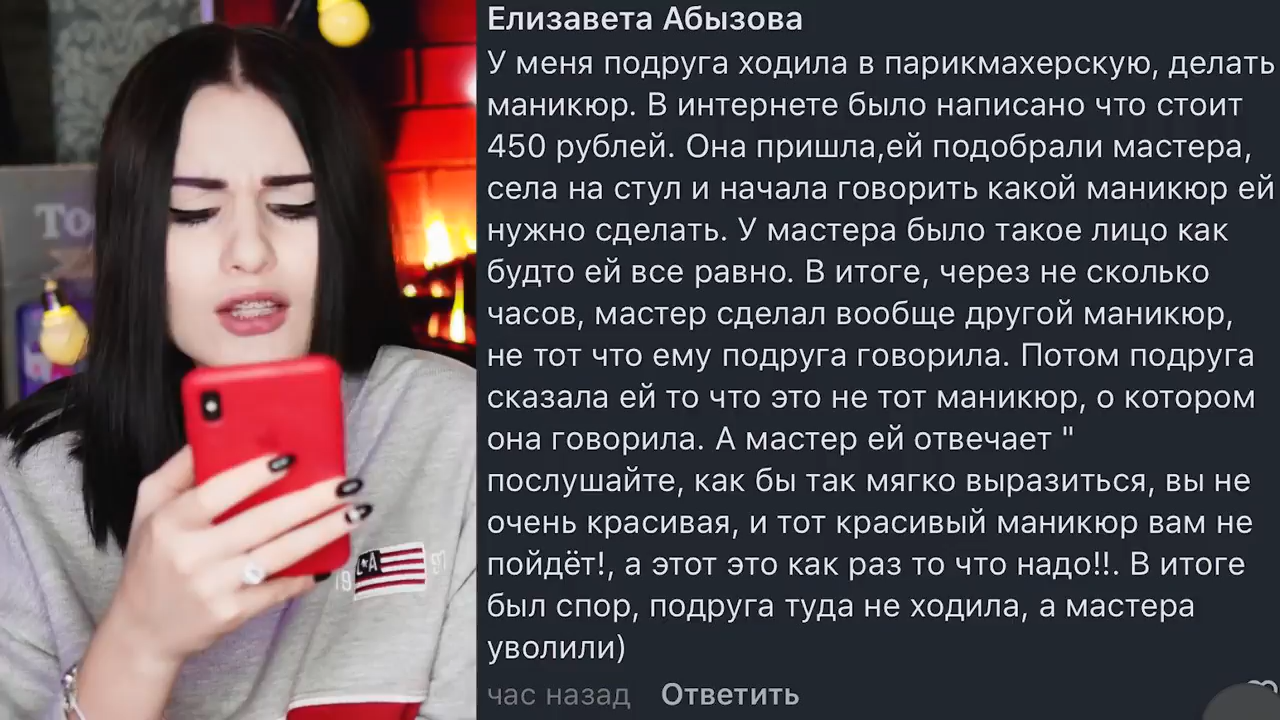 Елизавета Абызова
У меня подруга ходила в парикмахерскую, делать
маникюр. В интернете было написано что стоит
450 рублей. Она пришла,ей подобрали мастера,
села на стул и начала говорить какой маникюр ей
нужно сделать. У мастера было такое лицо как
будто ей все равно. В итоге, через не сколько
часов, мастер сделал вообще другой маникюр,
не тот что ему подруга говорила. Потом подруга
сказала ей то что это не тот маникюр, о котором
она говорила. А мастер ей отвечает "
послушайте, как бы так мягко выразиться, вы не
очень красивая, и тот красивый маникюр вам не
пойдёт!, а этот это как раз то что надо!!. В итоге
был спор, подруга туда не ходила, а мастера
уволили)
час назад Ответить
To
19 LA